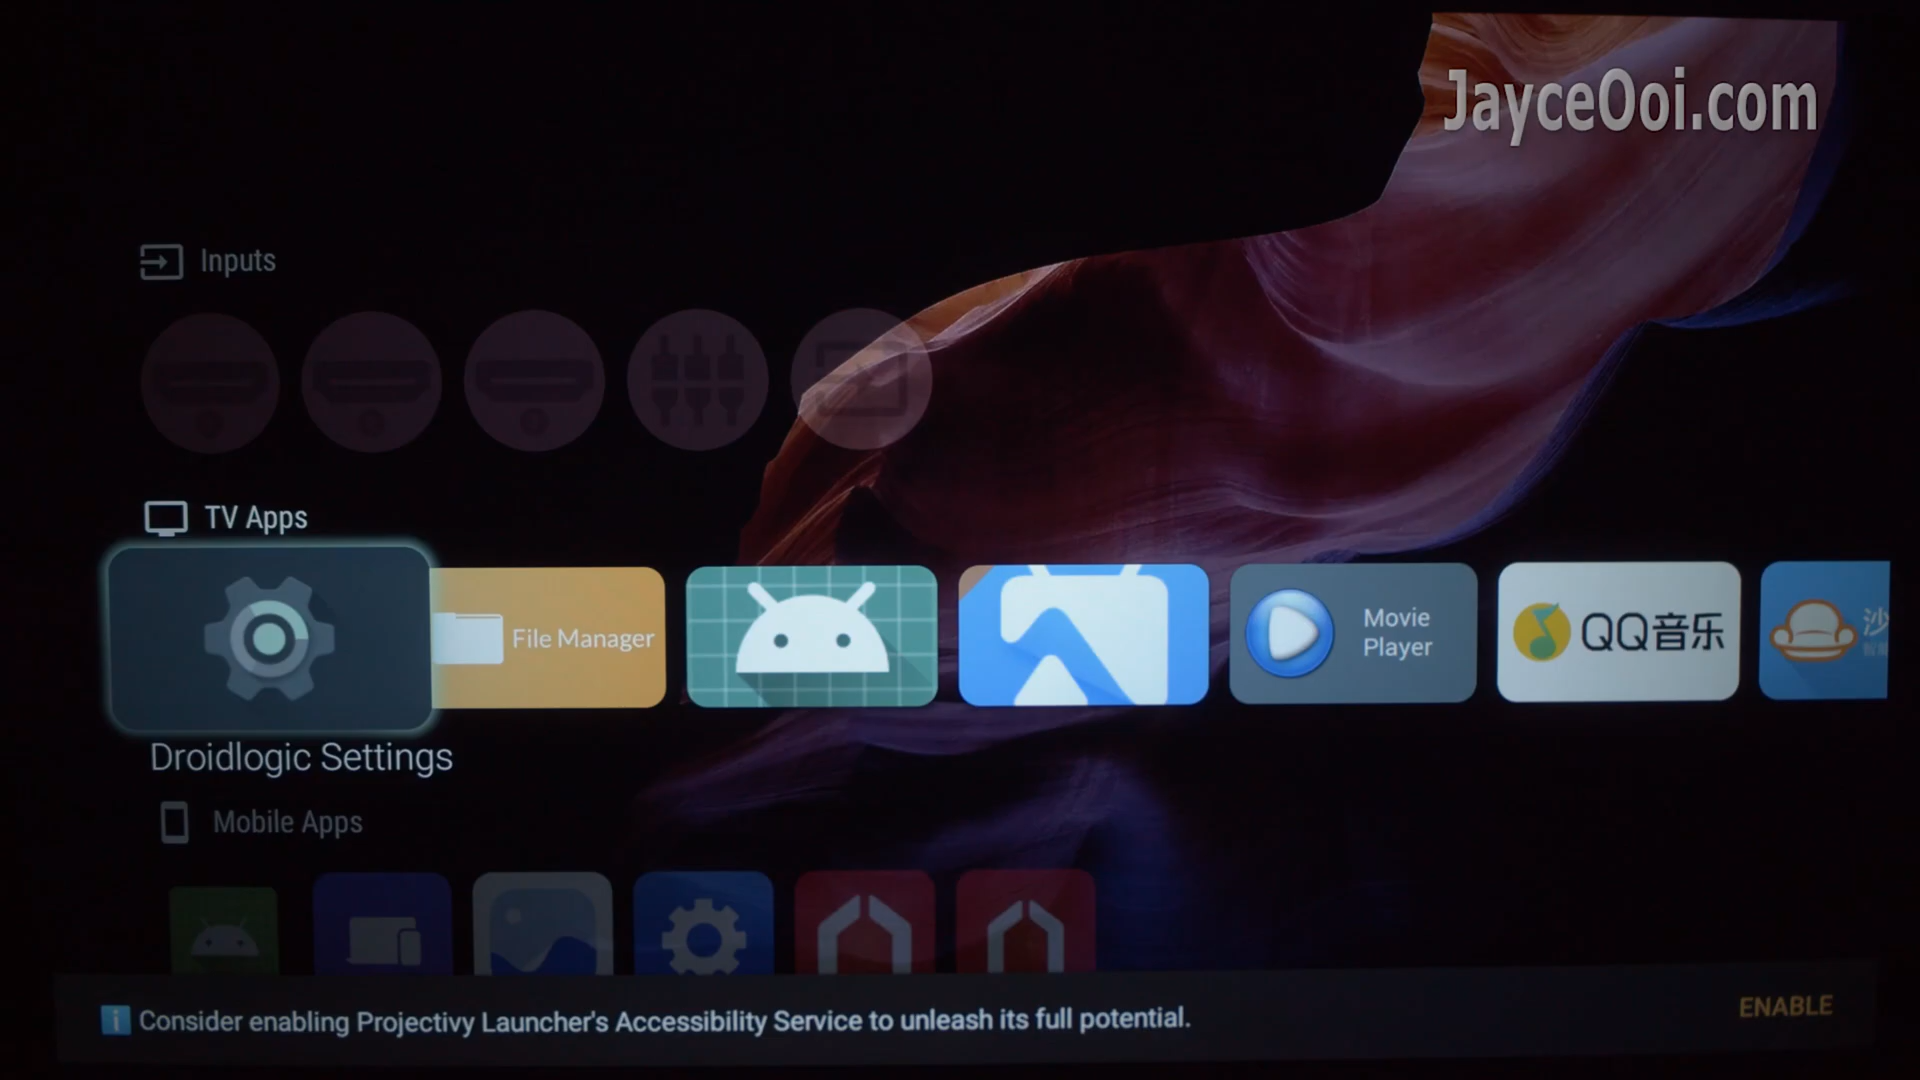 JayceOoi.com
Inputs
TV Apps
File Manager
Movie
Player
QQ音乐
沙
Droidlogic Settings
Mobile Apps
Consider enabling Projectivy Launcher's Accessibility Service to unleash its full potential.
ENABLE